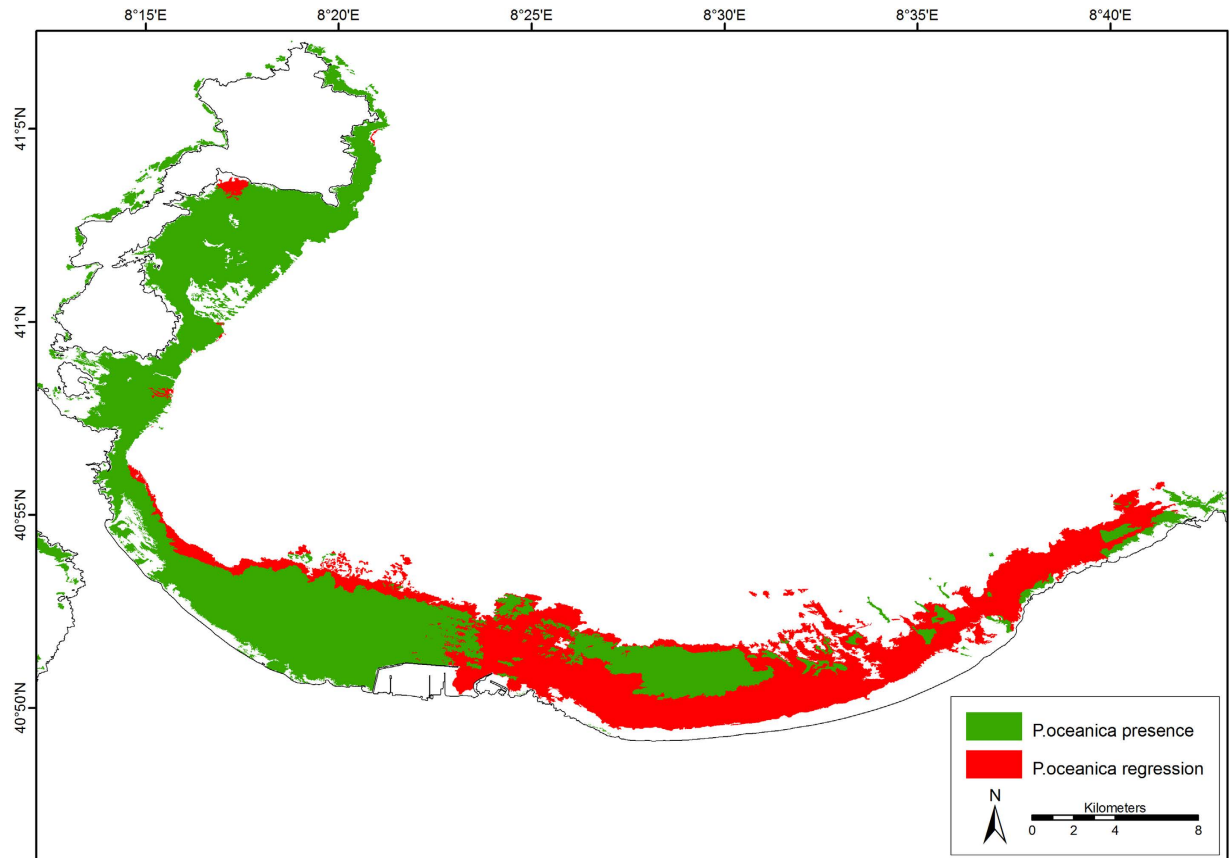 8°15'E 8°20'E 8°25'E 8°30'E 8°35'E 8°40'E
41°5'N
41°N
40°55'N
40°50'N
P.oceanica presence
P.oceanica regression
N
Kilometers
0 2 4 8